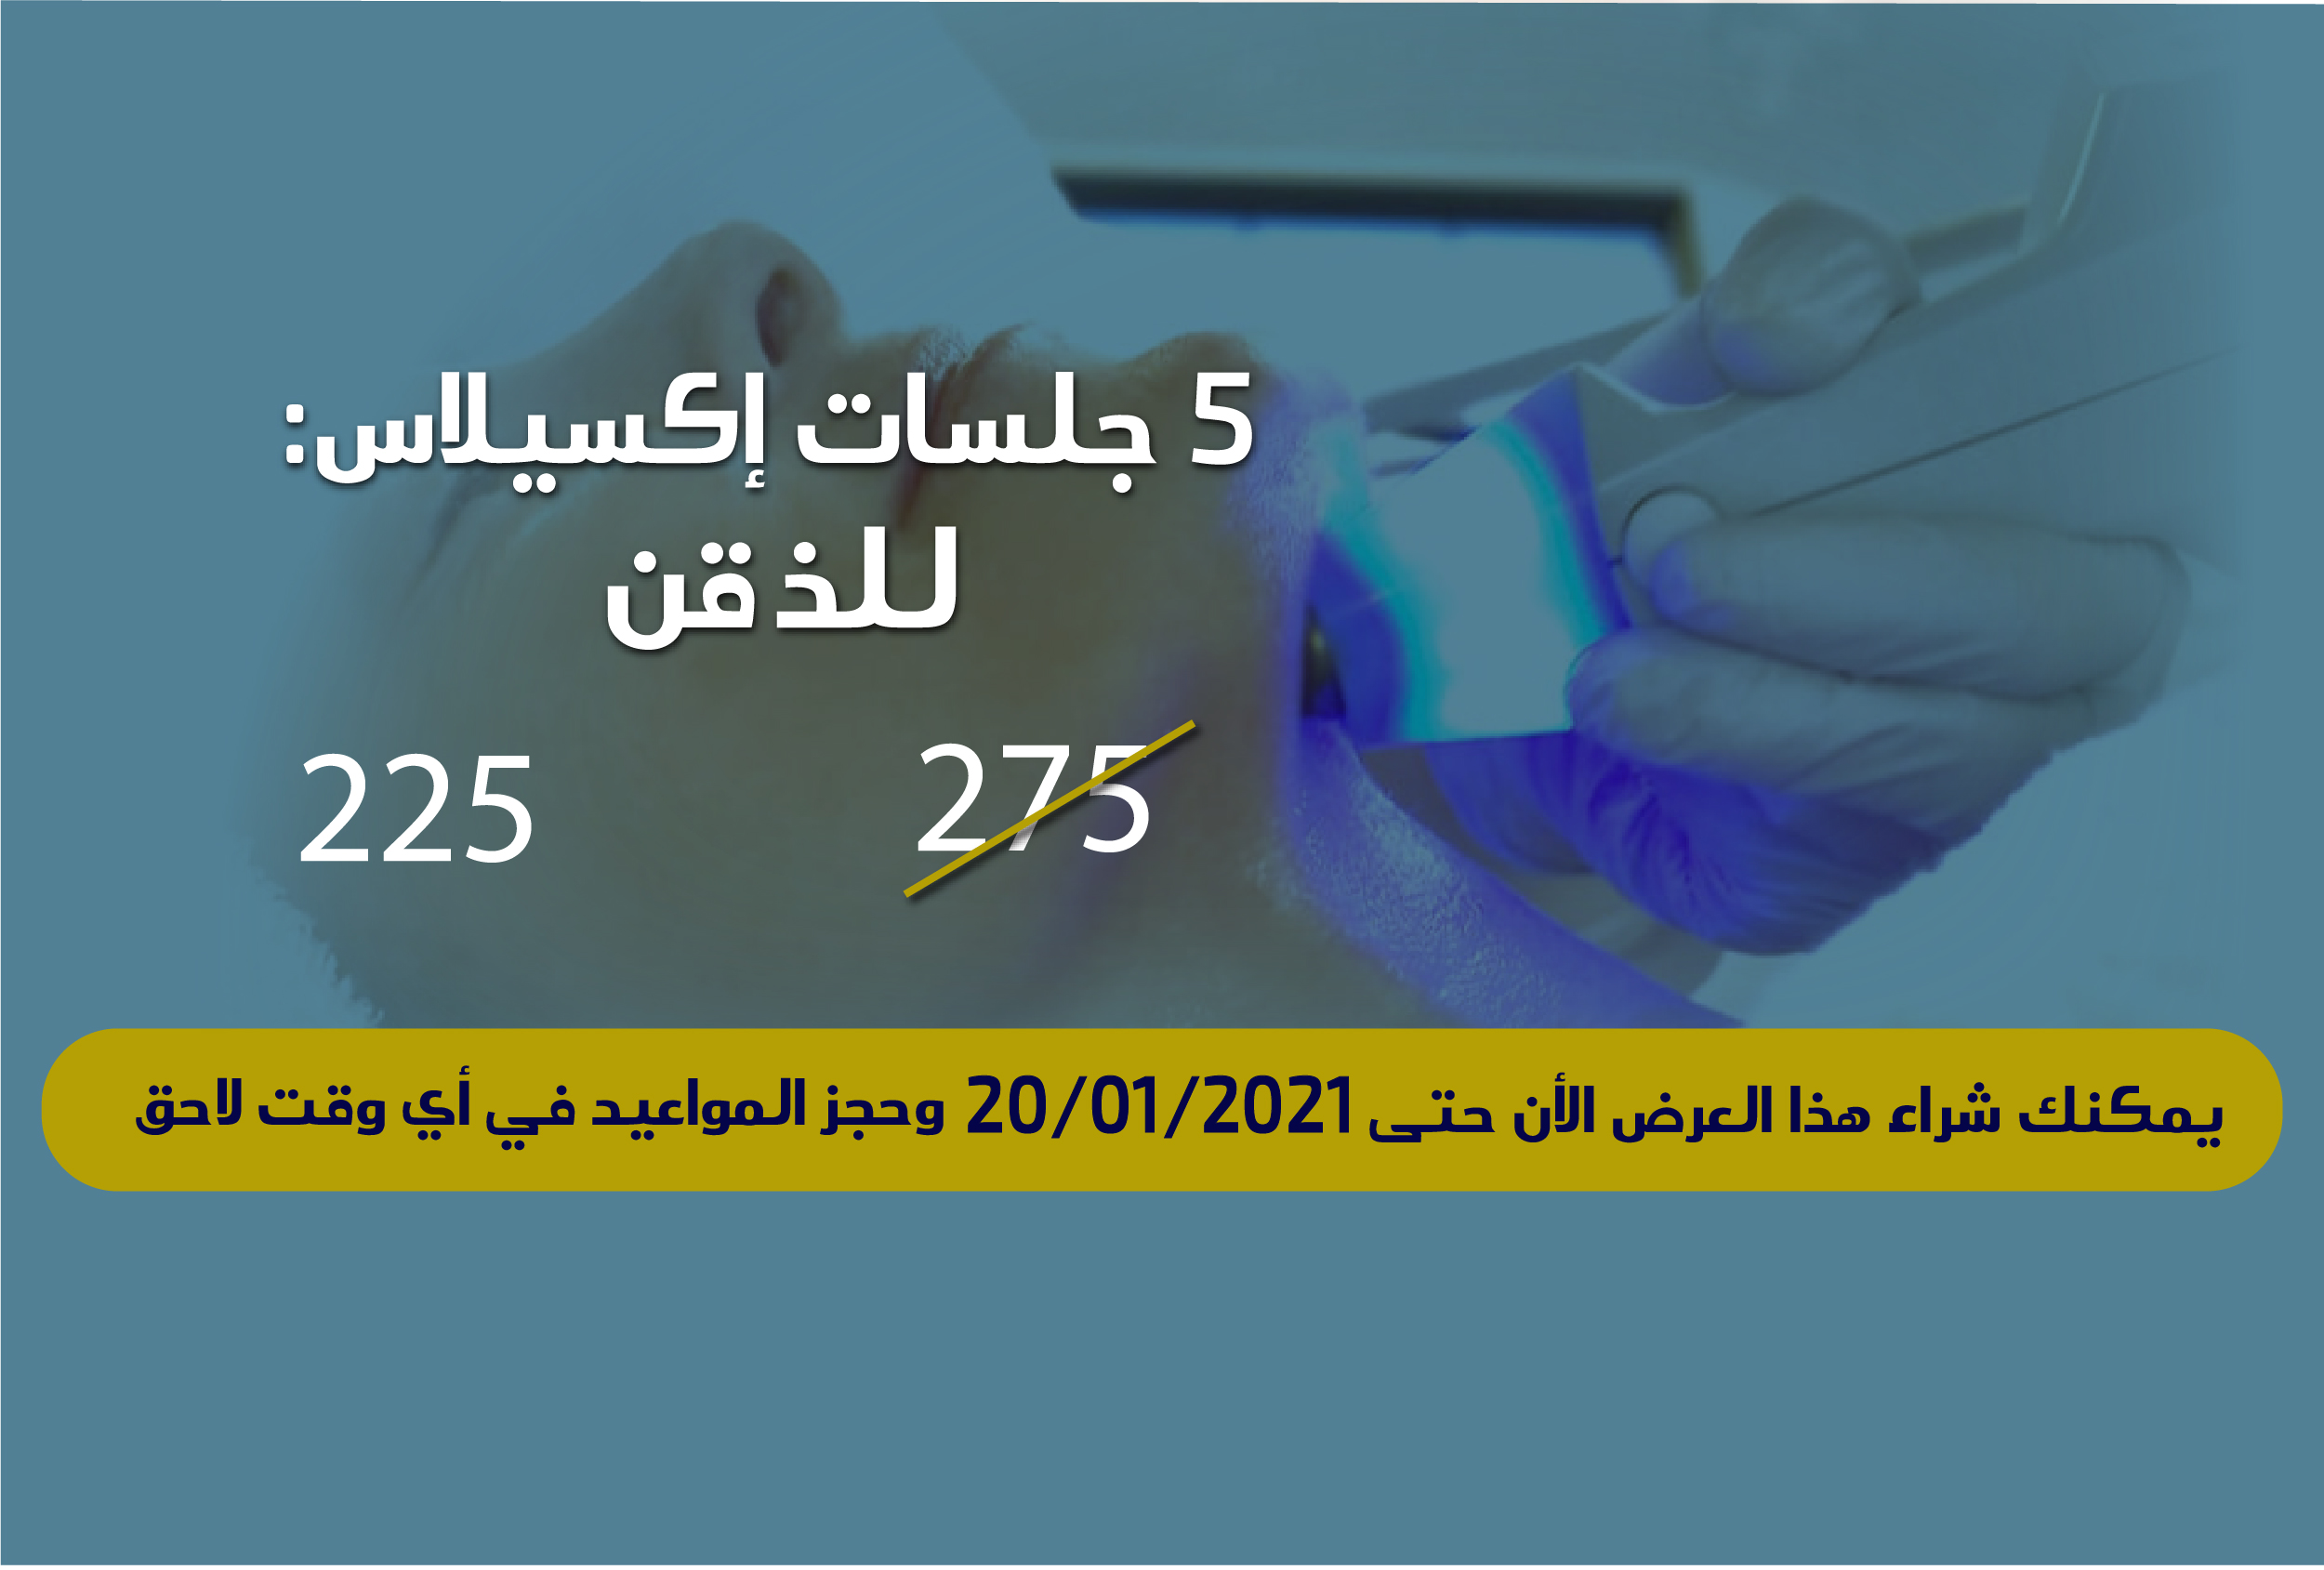 5 جلسات إكسيلاس:
للذقن
275
225
يمكنك شراء هذا العرض الأن حتى 20/01/2021 وحجز المواعيد في أي وقت لاحق